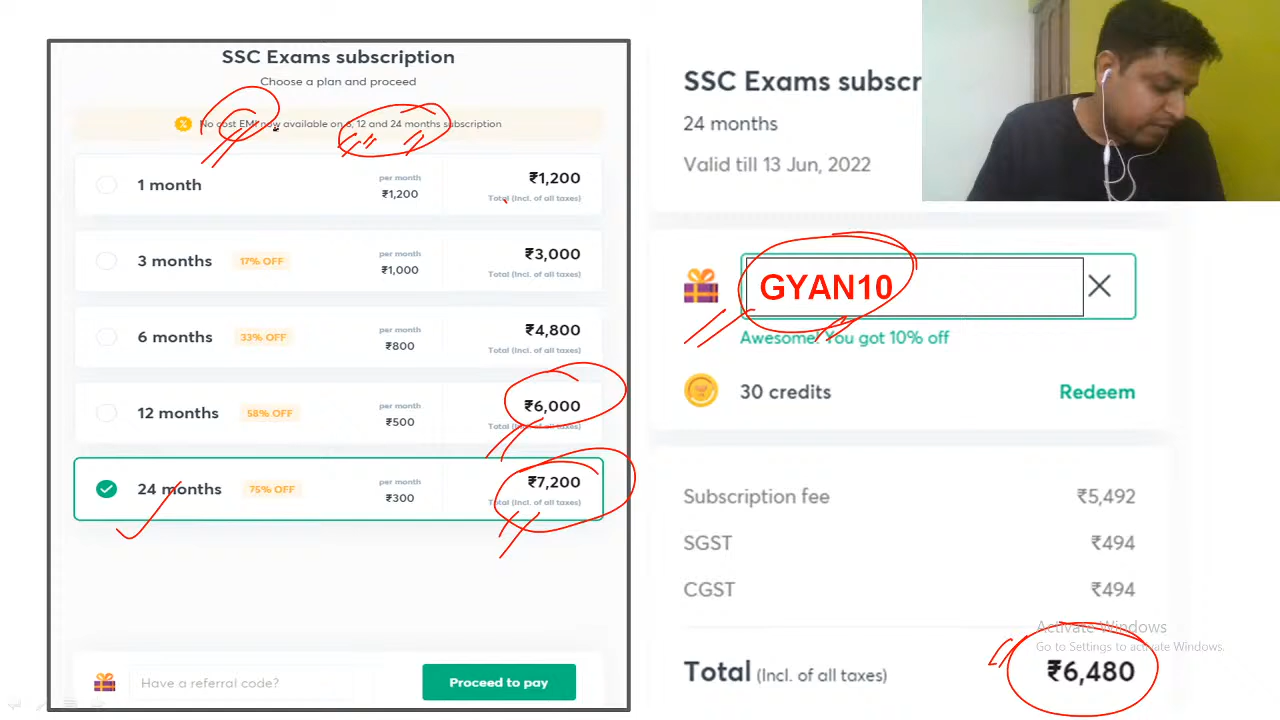 SSC Exams subscription
Choose a plan and proceed
No cost EMI now available on 6, 12 and 24 months subscription
1 month
per month
₹1,200
₹1,200
Total (Incl. of all taxes)
3 months
17% OFF
per month
₹1,000
₹3,000
Total (Incl. of all taxes)
6 months
33% OFF
per month
₹800
₹4,800
Total (Incl. of all taxes)
12 months
58% OFF
per month
₹500
₹6,000
Total (Incl. of all taxes)
24 months
75% OFF
per month
₹300
₹7,200
Total (Incl. of all taxes)
Have a referral code?
Proceed to pay
SSC Exams subscr
24 months
Valid till 13 Jun, 2022
GYAN10
Awesome! You got 10% off
30 credits
Redeem
Subscription fee ₹5,492
SGST ₹494
CGST ₹494
Total (Incl. of all taxes) ₹6,480
Activate Windows
Go to Settings to activate Windows.